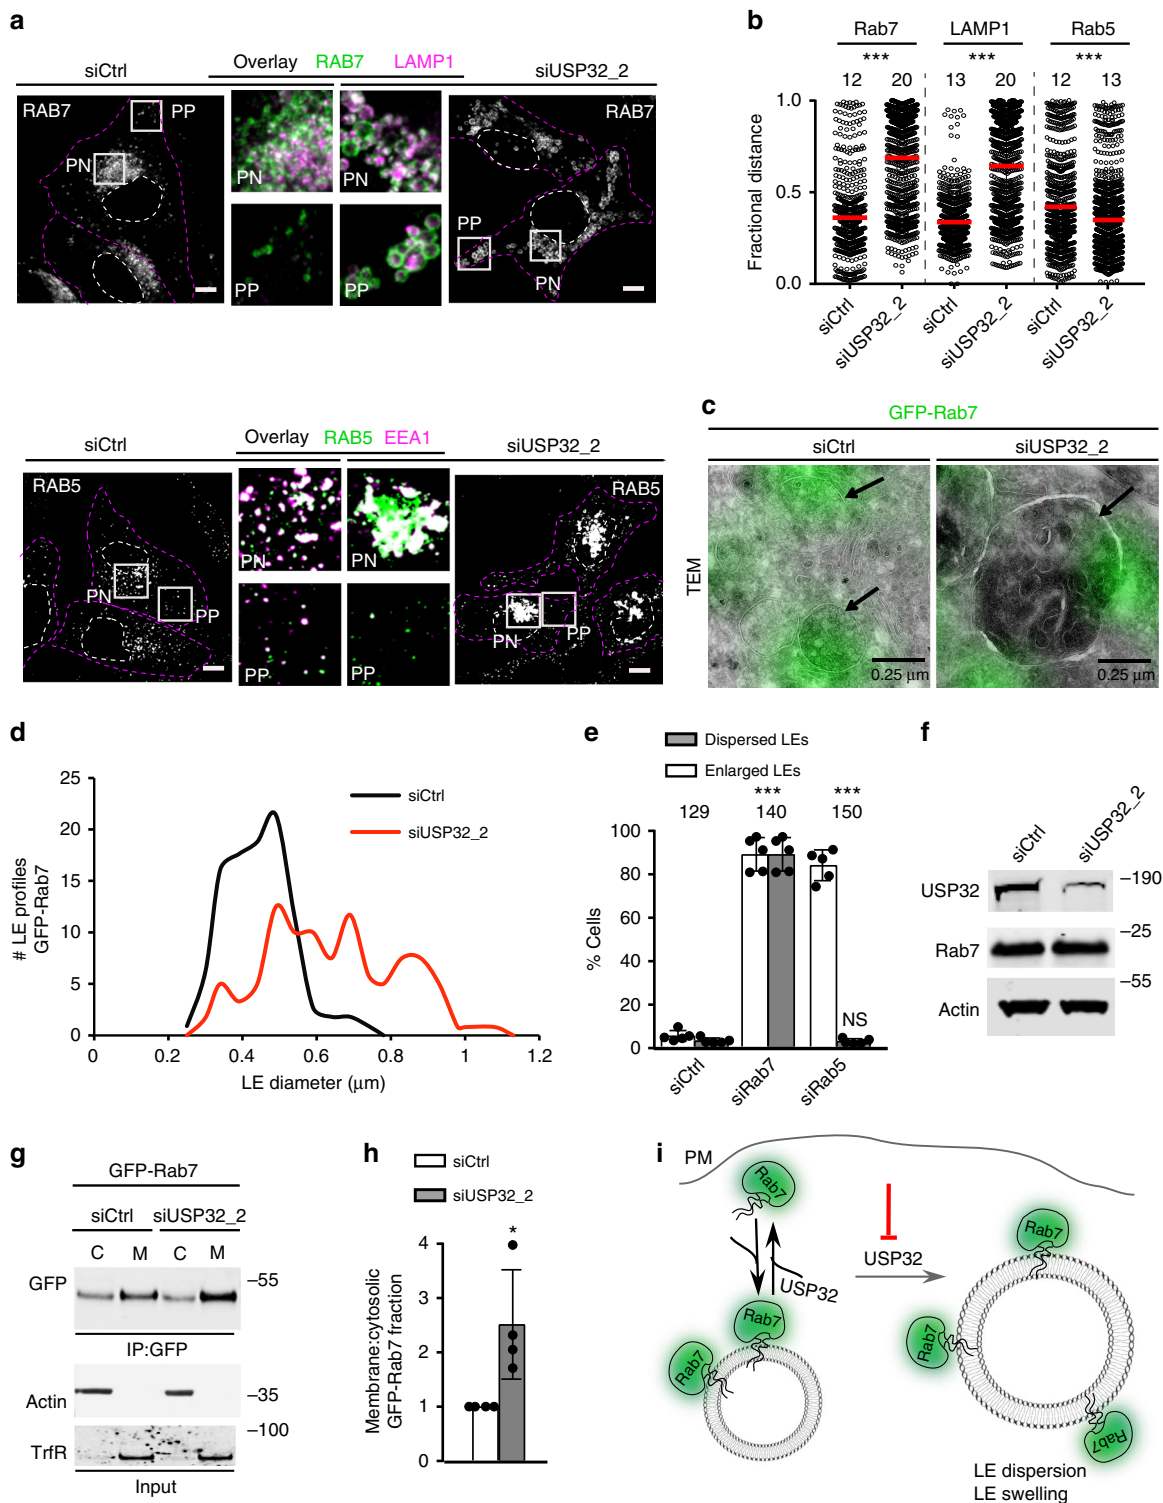 a
siCtrl
Overlay RAB7 LAMP1
siUSP32_2
RAB7
PP
PN
PN
PN
PP
PP
RAB7
PP
PN
siCtrl
Overlay RAB5 EEA1
siUSP32_2
RAB5
PN
PP
PN
PN
PP
PP
RAB5
PN
PP
b
Rab7 LAMP1 Rab5
*** *** ***
12 20 13 20 12 13
Fractional distance
1.0
0.5
0.0
siCtrl
siUSP32_2
siCtrl
siUSP32_2
siCtrl
siUSP32_2
c
GFP-Rab7
siCtrl
siUSP32_2
TEM
0.25 μm
0.25 μm
d
# LE profiles
GFP-Rab7
25
20
15
10
5
0
siCtrl
siUSP32_2
0 0.2 0.4 0.6 0.8 1 1.2
LE diameter (μm)
e
Dispersed LEs
Enlarged LEs
*** ***
129 140 150
% Cells
100
80
60
40
20
0
NS
siCtrl
siRab7
siRab5
f
siCtrl
siUSP32_2
USP32
–190
Rab7
–25
Actin
–55
g
GFP-Rab7
siCtrl siUSP32_2
C M C M
GFP
–55
IP:GFP
Actin
–35
TrfR
–100
Input
h
siCtrl
siUSP32_2
Membrane:cytosolic
GFP-Rab7 fraction
4
3
2
1
0
*
i
PM
Rab7
USP32
Rab7
Rab7
USP32
Rab7
Rab7
Rab7
LE dispersion
LE swelling